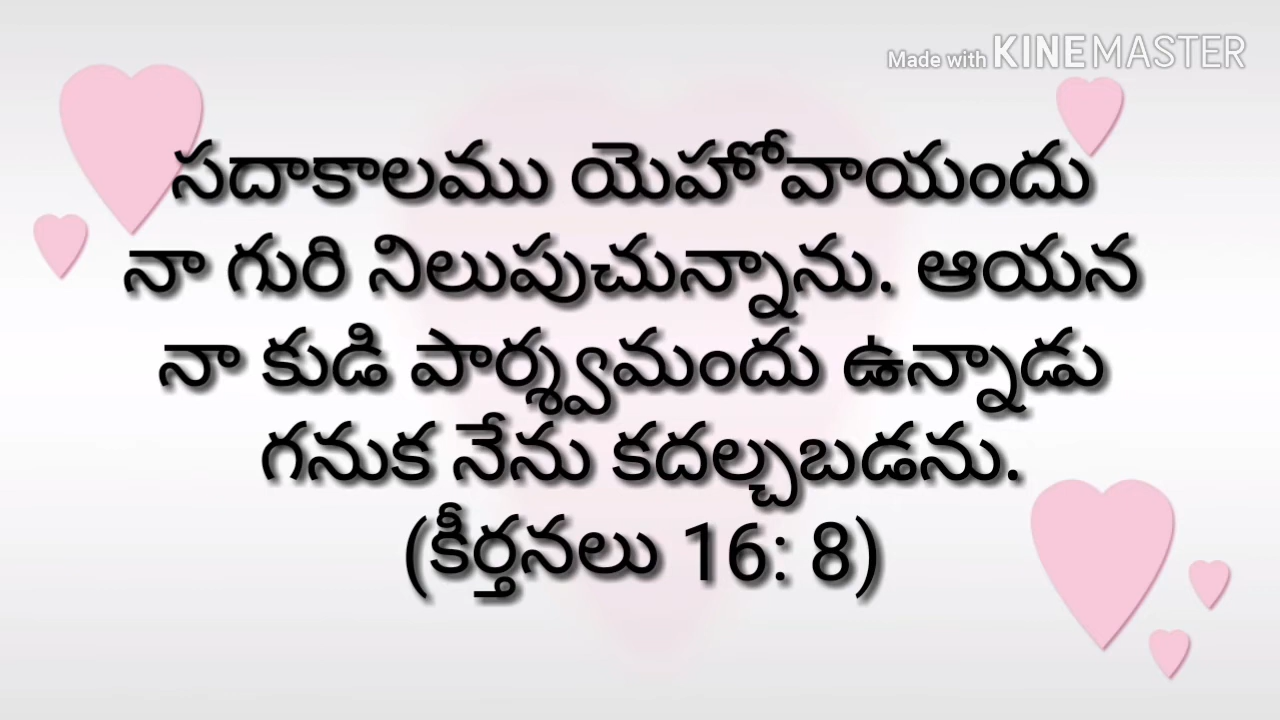 Made with KINEMASTER
సదాకాలము యెహోవాయందు
నా గురి నిలుపుచున్నాను. ఆయన
నా కుడి పార్శ్వమందు ఉన్నాడు
గనుక నేను కదల్చబడను.
(కీర్తనలు 16: 8)